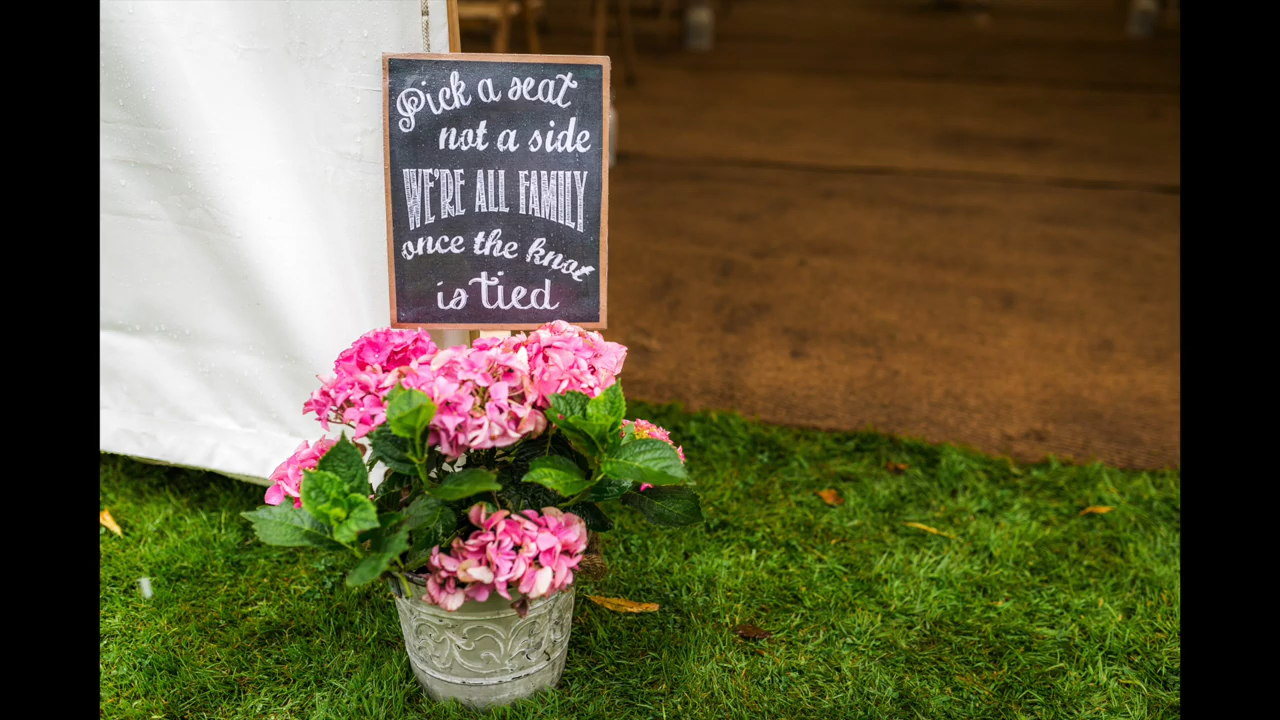 Pick a seat
not a side
WE'RE ALL FAMILY
once the knot
is tied